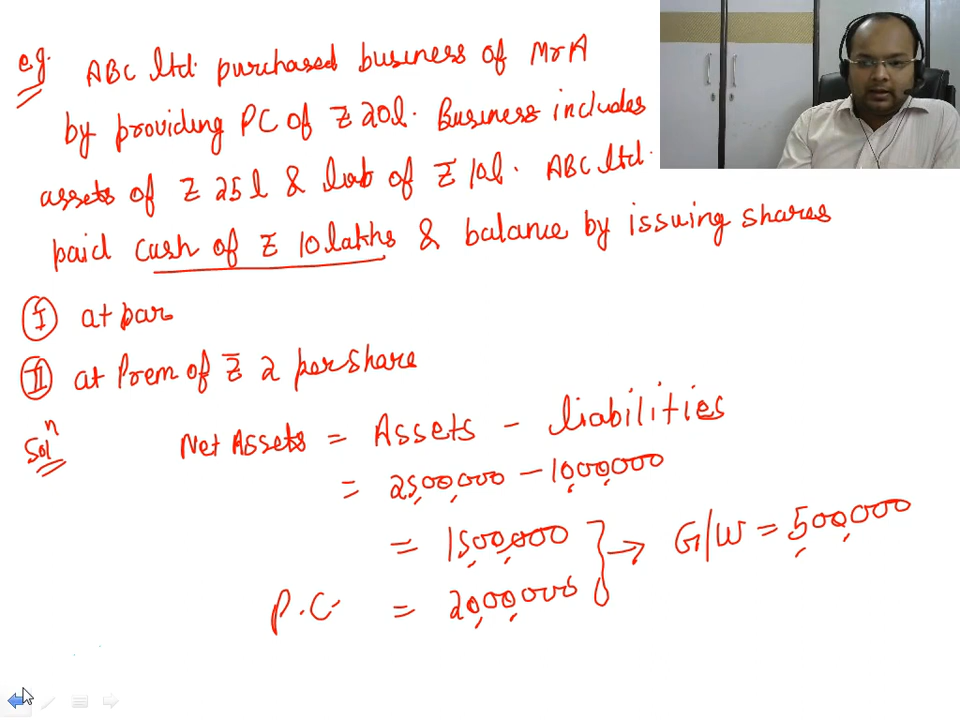 e.g. ABC ltd. purchased business of Mr A
by providing PC of ₹ 20l. Business includes
assets of ₹ 25 l & liab of ₹ 10l. ABC ltd.
paid cash of ₹ 10 lakhs & balance by issuing shares
I at par
II at Prem of ₹ 2 per share
Solⁿ Net Assets = Assets - liabilities
= 25,00,000 - 10,00,000
= 15,00,000 } → G/W = 5,00,000
P.C. = 20,00,000